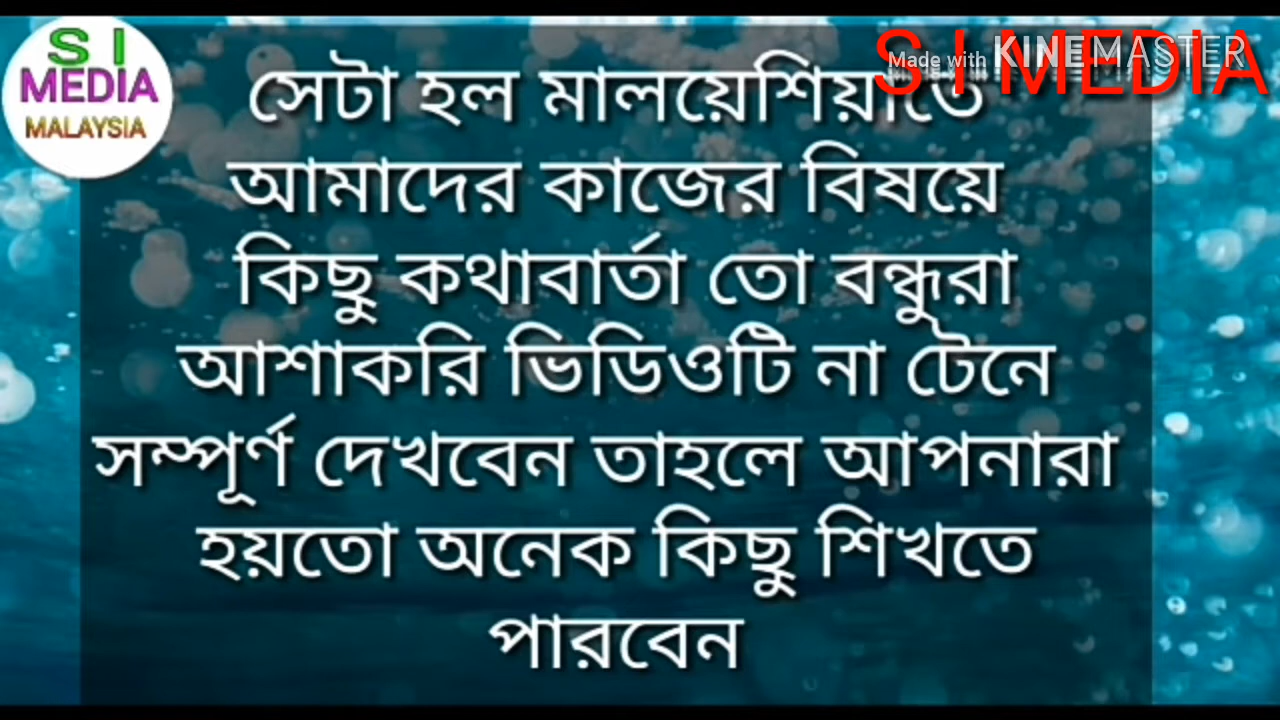 S I
MEDIA
MALAYSIA
Made with KINEMASTER
S I MEDIA
সেটা হল মালয়েশিয়াতে
আমাদের কাজের বিষয়ে
কিছু কথাবার্তা তো বন্ধুরা
আশাকরি ভিডিওটি না টেনে
সম্পূর্ণ দেখবেন তাহলে আপনারা
হয়তো অনেক কিছু শিখতে
পারবেন